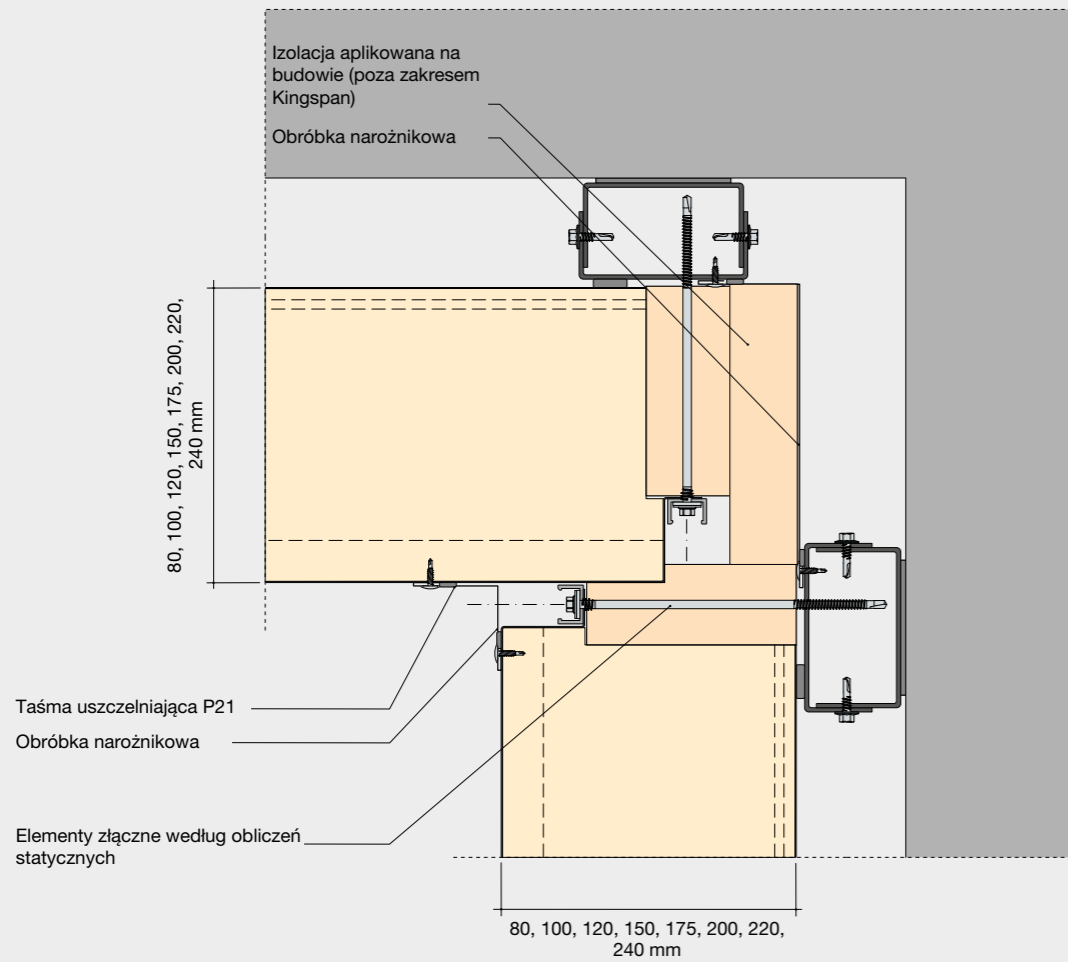 Izolacja aplikowana na
budowie (poza zakresem
Kingspan)
Obróbka narożnikowa
80, 100, 120, 150, 175, 200, 220,
240 mm
Taśma uszczelniająca P21
Obróbka narożnikowa
Elementy złączne według obliczeń
statycznych
80, 100, 120, 150, 175, 200, 220,
240 mm